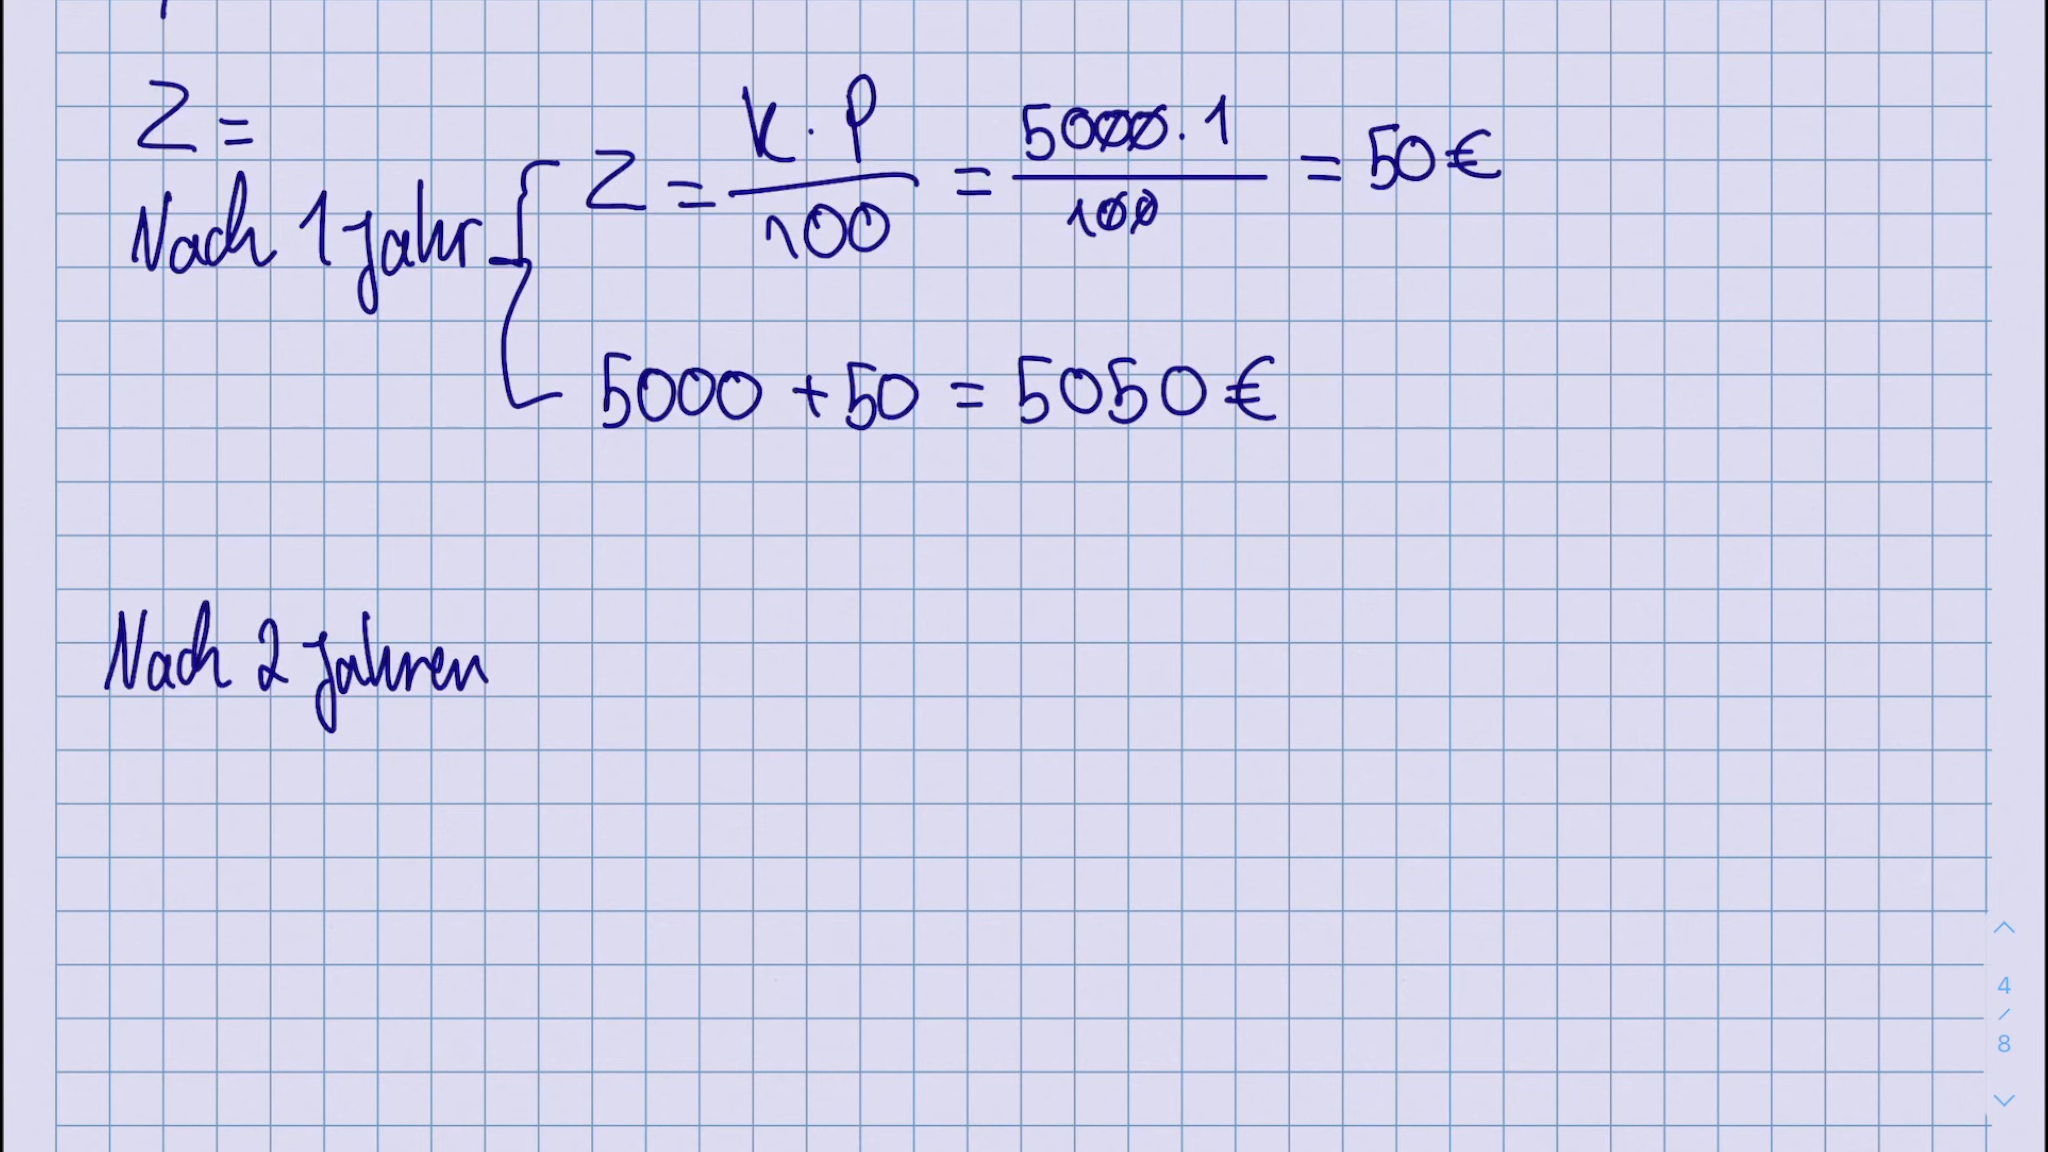 Z =
Nach 1 Jahr { Z = K · P / 100 = 5000 · 1 / 100 = 50 €
5000 + 50 = 5050 €
Nach 2 Jahren
4
/
8